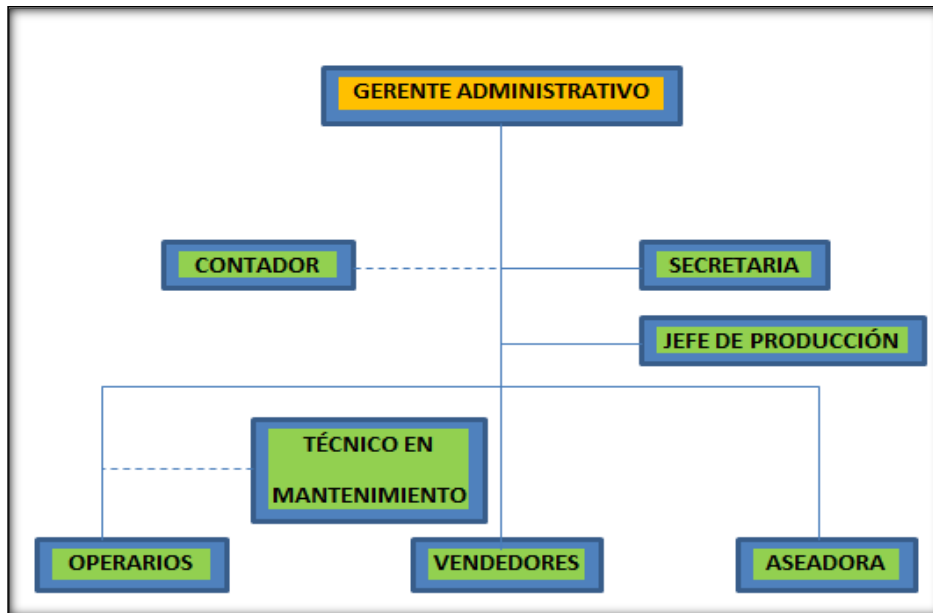 GERENTE ADMINISTRATIVO
CONTADOR
SECRETARIA
JEFE DE PRODUCCIÓN
TÉCNICO EN
MANTENIMIENTO
OPERARIOS
VENDEDORES
ASEADORA